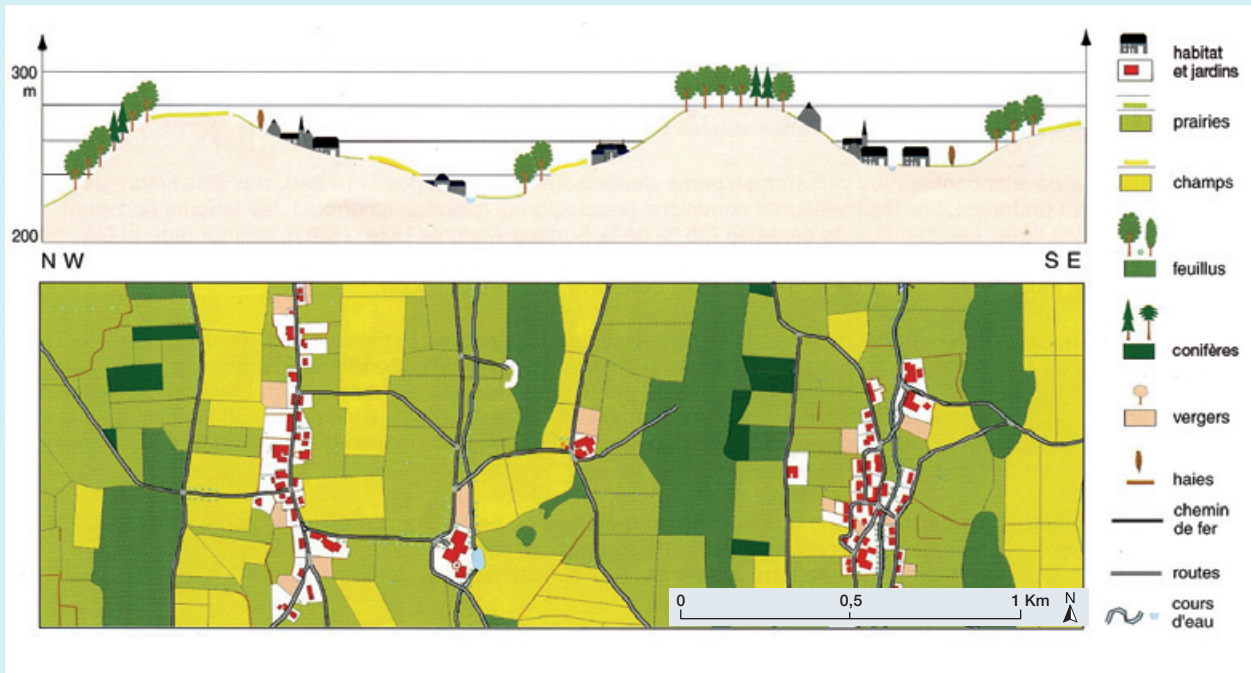 300
m
200
N W
S E
habitat
et jardins
prairies
champs
feuillus
conifères
vergers
haies
chemin
de fer
routes
cours
d'eau
0
0,5
1 Km
N